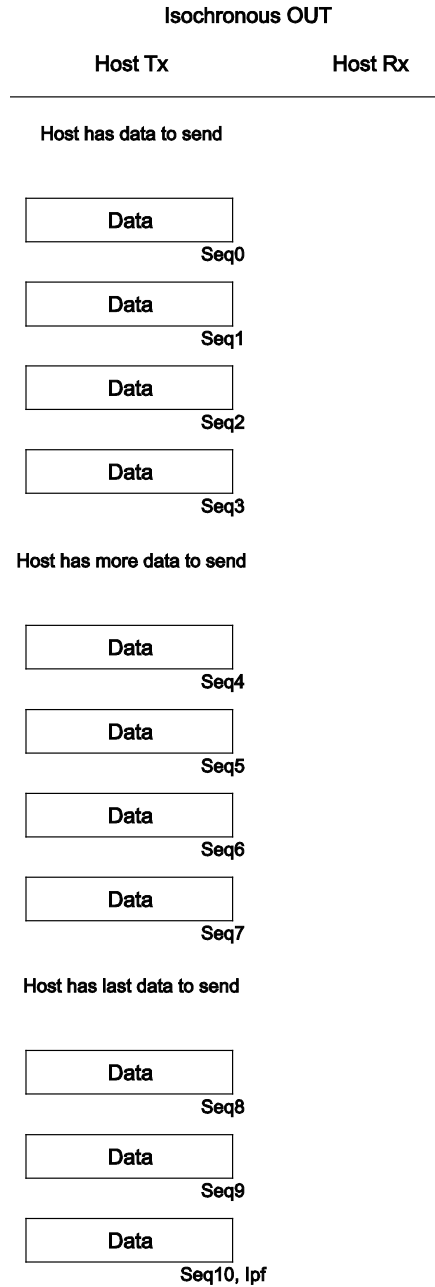 Isochronous OUT
Host Tx Host Rx
Host has data to send
Data
Seq0
Data
Seq1
Data
Seq2
Data
Seq3
Host has more data to send
Data
Seq4
Data
Seq5
Data
Seq6
Data
Seq7
Host has last data to send
Data
Seq8
Data
Seq9
Data
Seq10, lpf